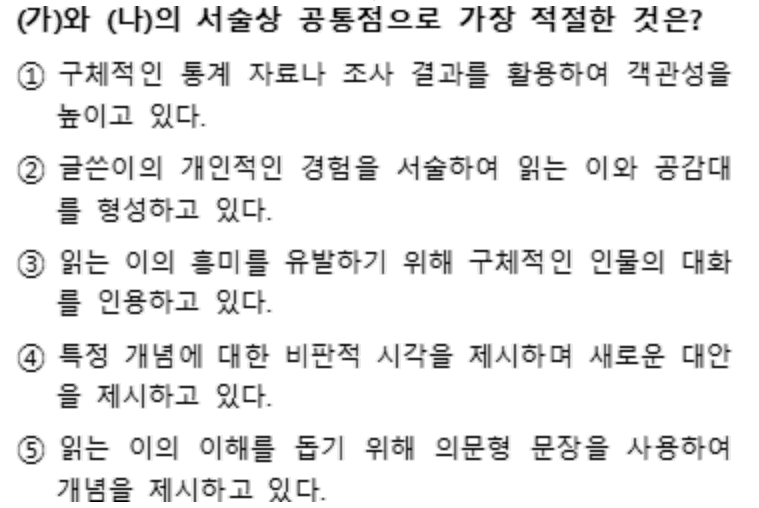 (가)와 (나)의 서술상 공통점으로 가장 적절한 것은?
① 구체적인 통계 자료나 조사 결과를 활용하여 객관성을
높이고 있다.
② 글쓴이의 개인적인 경험을 서술하여 읽는 이와 공감대
를 형성하고 있다.
③ 읽는 이의 흥미를 유발하기 위해 구체적인 인물의 대화
를 인용하고 있다.
④ 특정 개념에 대한 비판적 시각을 제시하며 새로운 대안
을 제시하고 있다.
⑤ 읽는 이의 이해를 돕기 위해 의문형 문장을 사용하여
개념을 제시하고 있다.